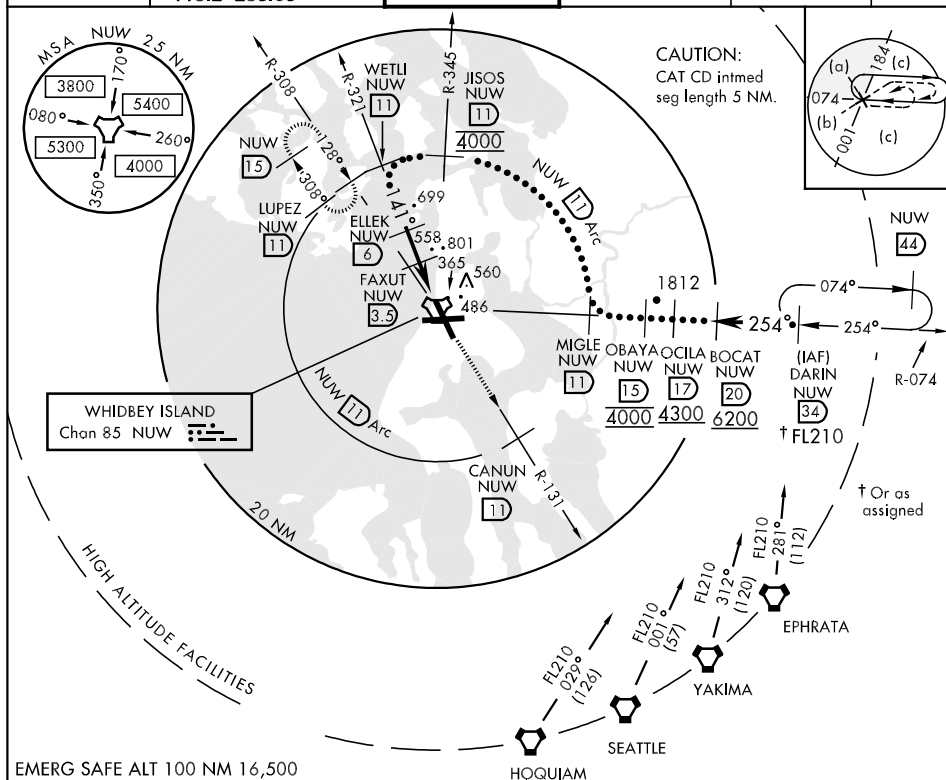 MSA NUW 25 NM
170°
3800
5400
080°
260°
5300
4000
350°
R-308
R-321
R-345
WETLI
NUW
11
JISOS
NUW
11
4000
CAUTION:
CAT CD intmed
seg length 5 NM.
(a)
184
(c)
074
(b)
001
(c)
NUW
15
128°
308°
141°
699
LUPEZ
NUW
11
ELLEK
NUW
6
558
801
365
560
486
FAXUT
NUW
3.5
NUW 11 Arc
NUW
44
1812
074°
254°
254°
R-074
MIGLE
NUW
11
OBAYA
NUW
15
4000
OCILA
NUW
17
4300
BOCAT
NUW
20
6200
(IAF)
DARIN
NUW
34
† FL210
WHIDBEY ISLAND
Chan 85 NUW
NUW 11 Arc
CANUN
NUW
11
R-131
20 NM
† Or as
assigned
HIGH ALTITUDE FACILITIES
FL210
029°
(126)
FL210
001°
(57)
FL210
312°
(120)
FL210
281°
(112)
EPHRATA
YAKIMA
SEATTLE
HOQUIAM
EMERG SAFE ALT 100 NM 16,500